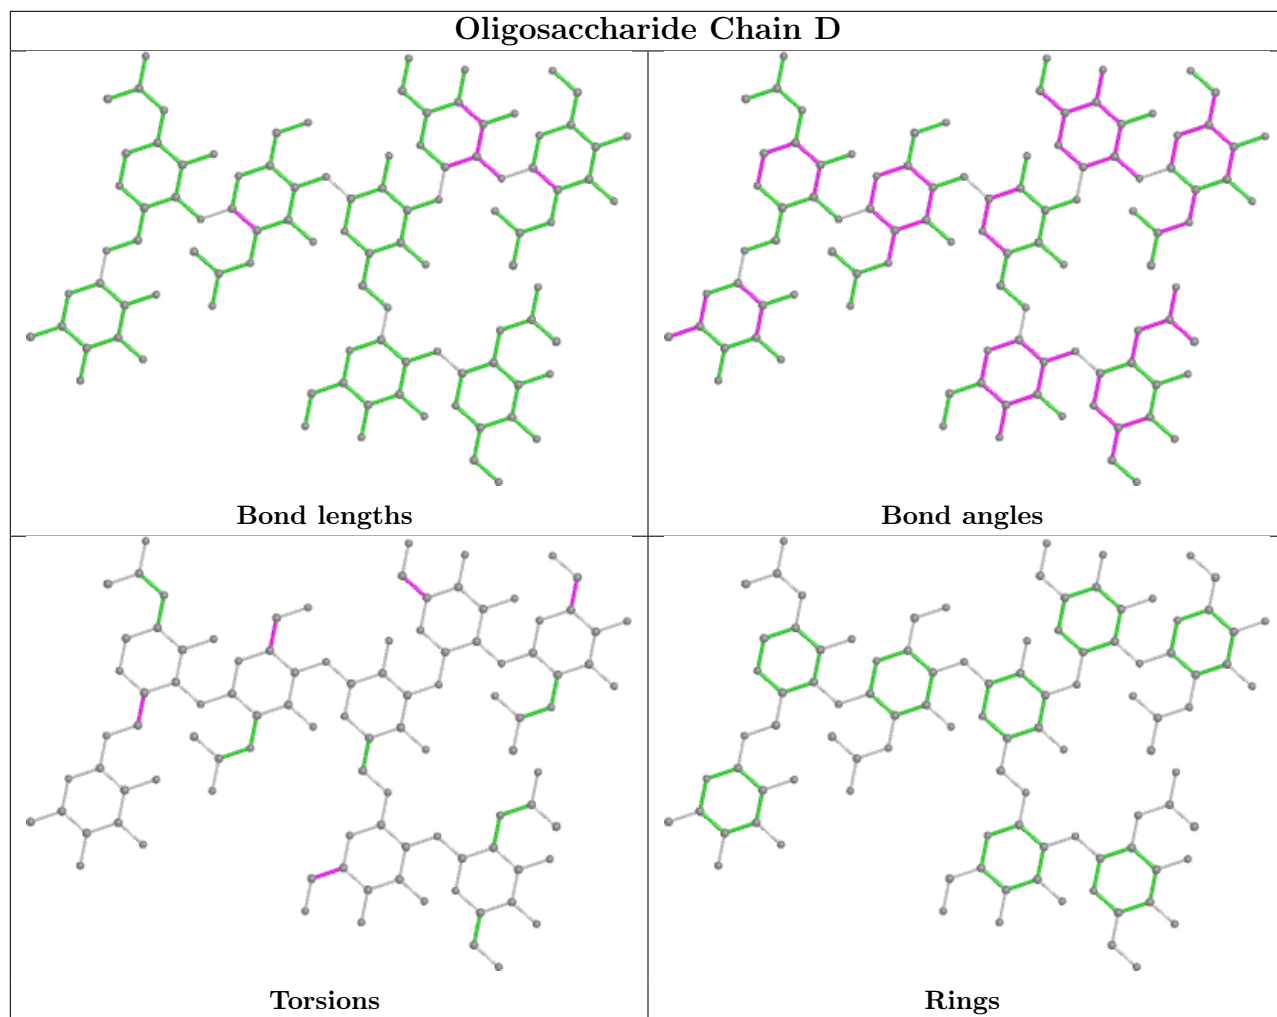 Oligosaccharide Chain D
Bond lengths
Bond angles
Torsions
Rings